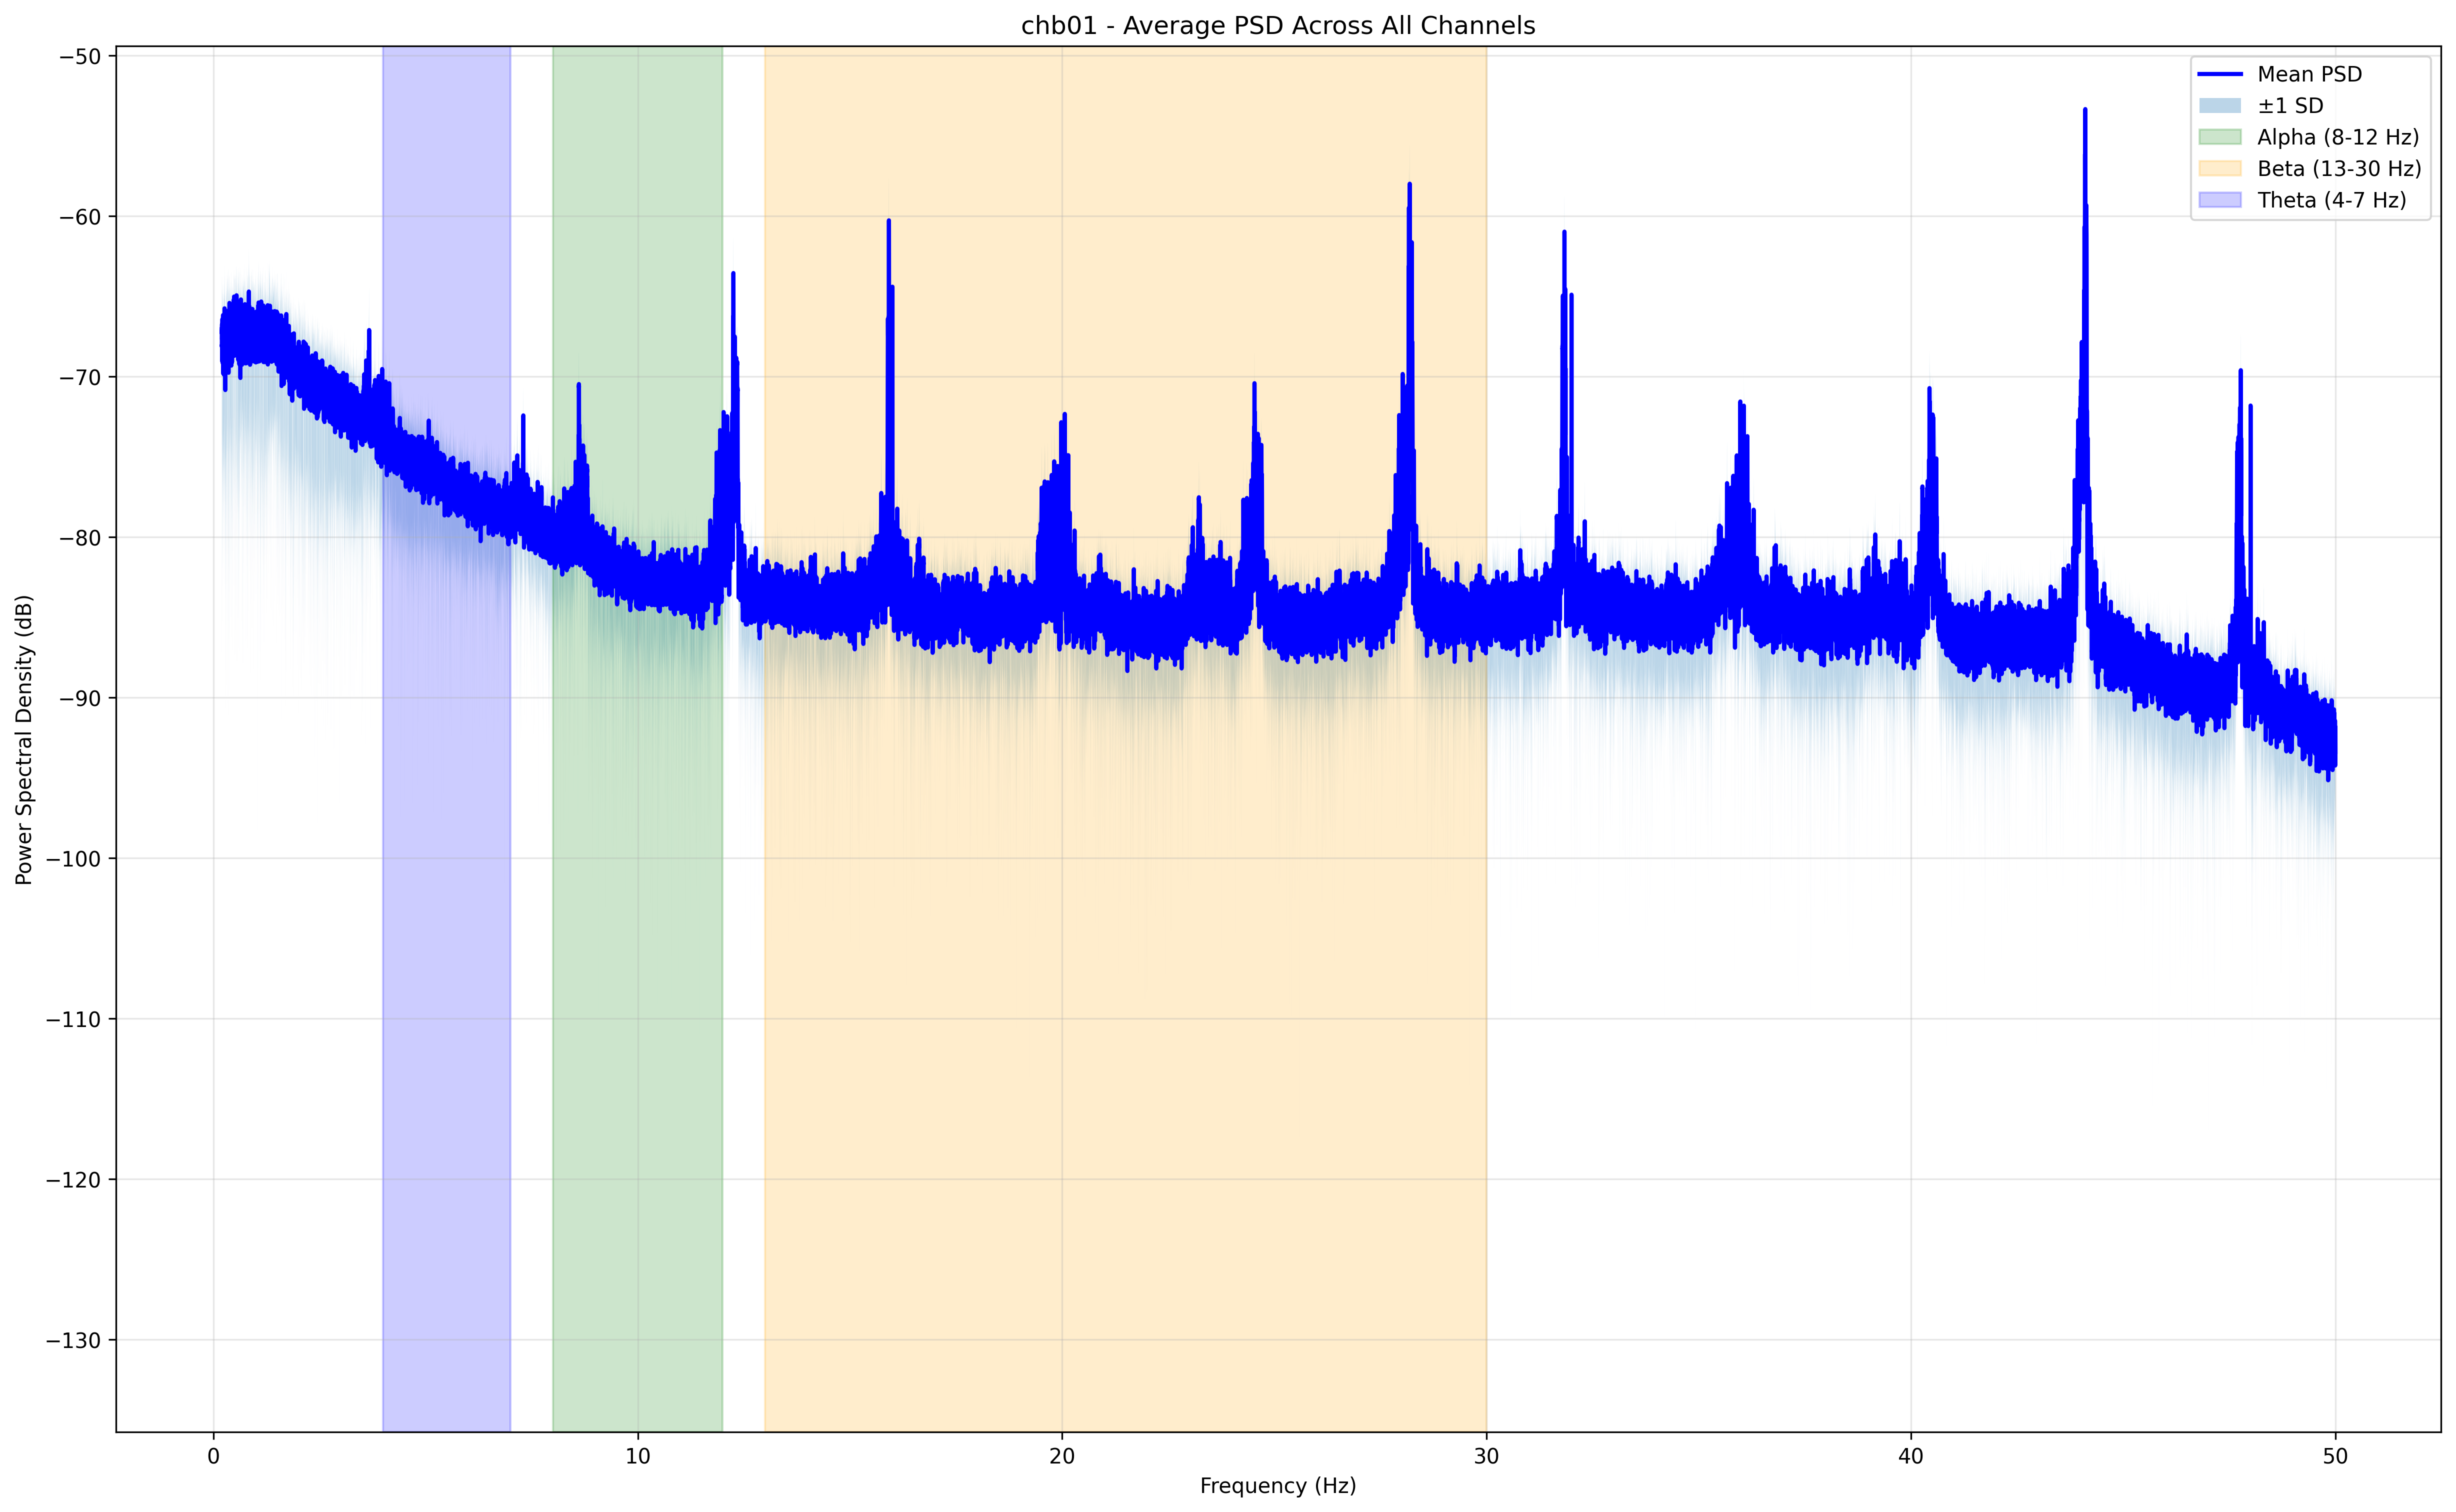 chb01 - Average PSD Across All Channels
Power Spectral Density (dB)
−50
−60
−70
−80
−90
−100
−110
−120
−130
Mean PSD
±1 SD
Alpha (8-12 Hz)
Beta (13-30 Hz)
Theta (4-7 Hz)
0 10 20 30 40 50
Frequency (Hz)